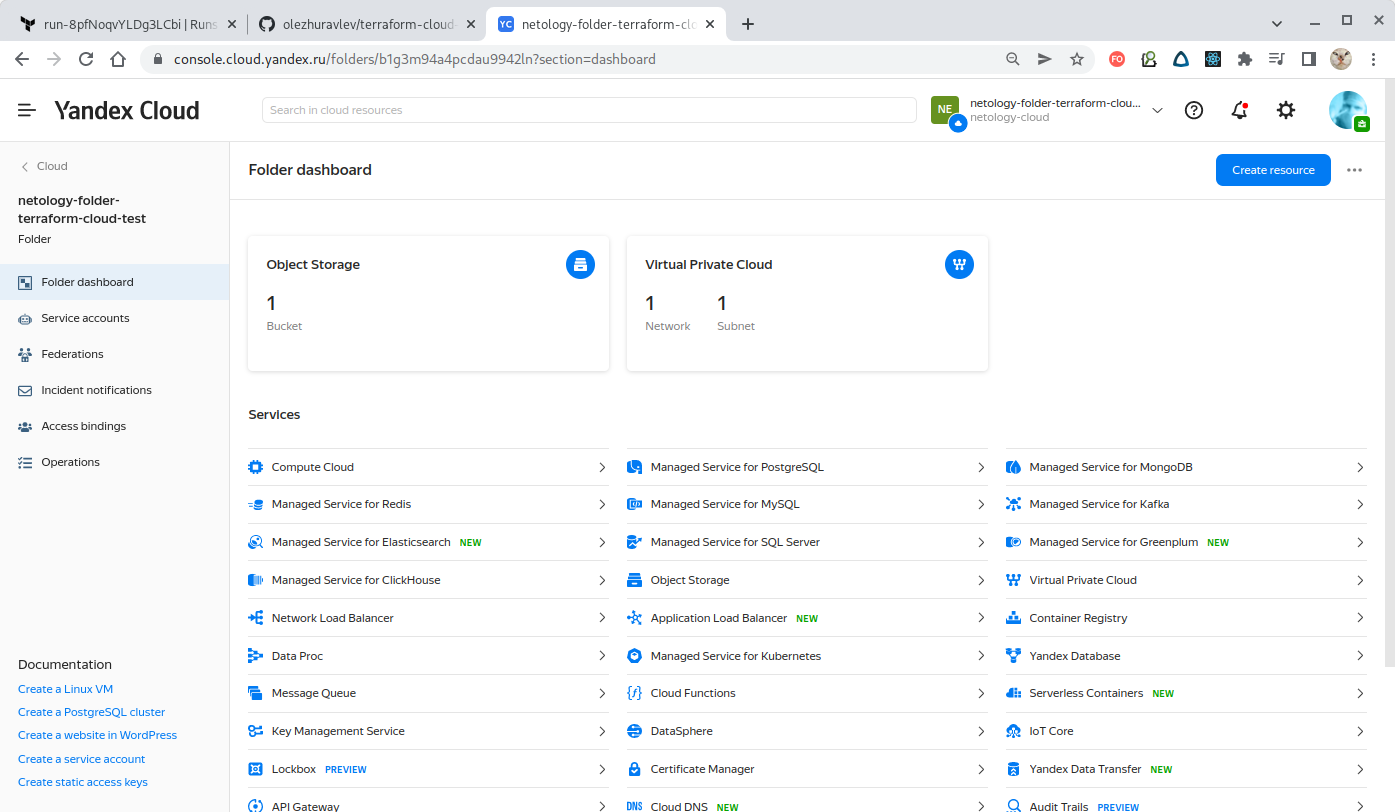 run-8pfNoqvYLDg3LCbi | Runs
olezhuravlev/terraform-cloud-
YC
netology-folder-terraform-clo
console.cloud.yandex.ru/folders/b1g3m94a4pcdau9942ln?section=dashboard
FO
Yandex Cloud
Search in cloud resources
NE
netology-folder-terraform-clou...
netology-cloud
Cloud
netology-folder-
terraform-cloud-test
Folder
Folder dashboard
Service accounts
Federations
Incident notifications
Access bindings
Operations
Documentation
Create a Linux VM
Create a PostgreSQL cluster
Create a website in WordPress
Create a service account
Create static access keys
Folder dashboard
Create resource
Object Storage
1
Bucket
Virtual Private Cloud
1 1
Network Subnet
Services
Compute Cloud
Managed Service for PostgreSQL
Managed Service for MongoDB
Managed Service for Redis
Managed Service for MySQL
Managed Service for Kafka
Managed Service for Elasticsearch NEW
Managed Service for SQL Server
Managed Service for Greenplum NEW
Managed Service for ClickHouse
Object Storage
Virtual Private Cloud
Network Load Balancer
Application Load Balancer NEW
Container Registry
Data Proc
Managed Service for Kubernetes
Yandex Database
Message Queue
Cloud Functions
Serverless Containers NEW
Key Management Service
DataSphere
IoT Core
Lockbox PREVIEW
Certificate Manager
Yandex Data Transfer NEW
API Gateway
DNS Cloud DNS NEW
Audit Trails PREVIEW